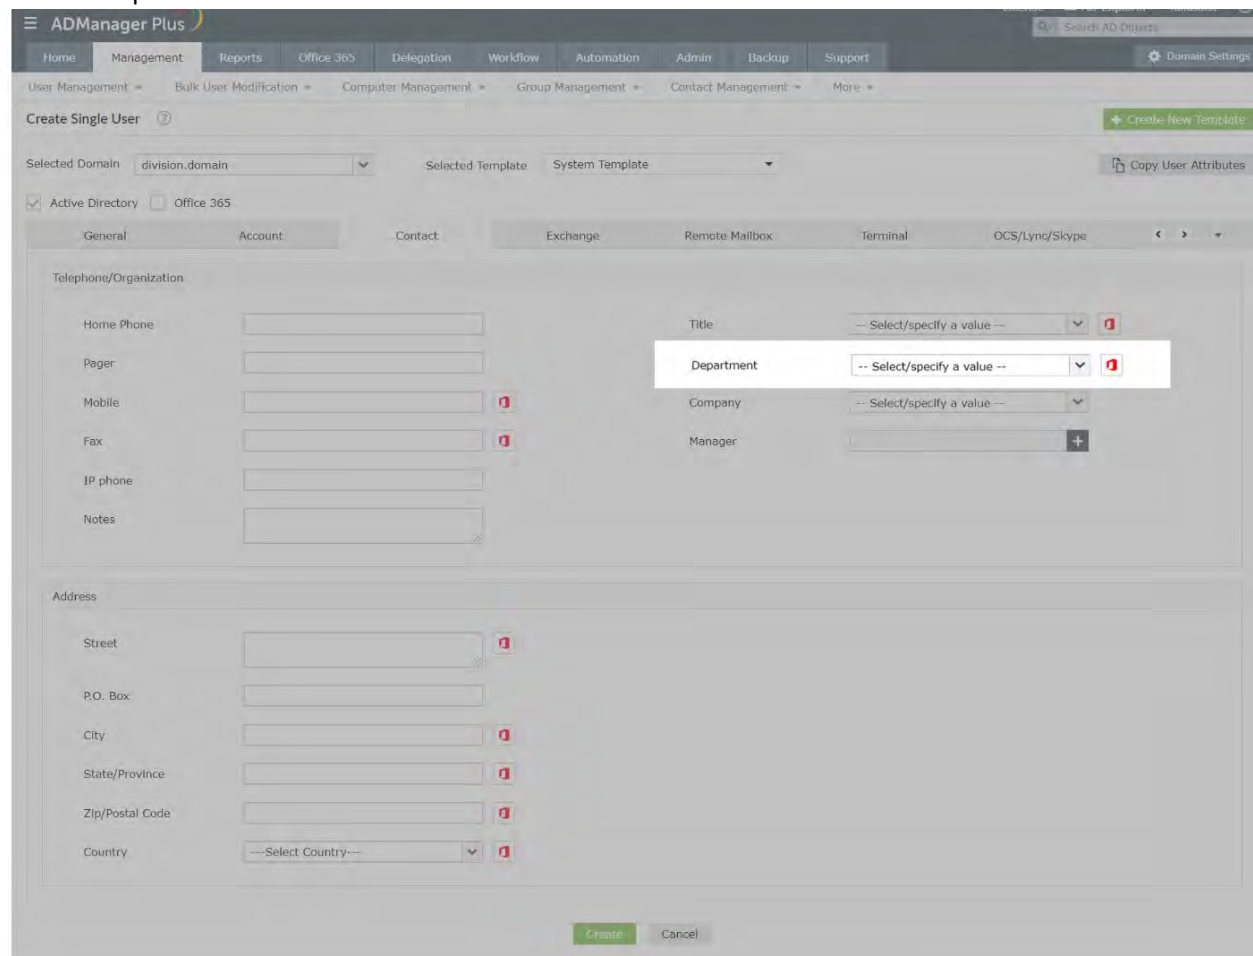 ADManager Plus
Search AD Objects
Home Management Reports Office 365 Delegation Workflow Automation Admin Backup Support Domain Settings
User Management Bulk User Modification Computer Management Group Management Contact Management More
Create Single User ? + Create New Template
Selected Domain division.domain Selected Template System Template Copy User Attributes
Active Directory Office 365
General Account Contact Exchange Remote Mailbox Terminal OCS/Lync/Skype
Telephone/Organization
Home Phone Title -- Select/specify a value --
Pager Department -- Select/specify a value --
Mobile Company -- Select/specify a value --
Fax Manager +
IP phone
Notes
Address
Street
P.O. Box
City
State/Province
Zip/Postal Code
Country ---Select Country---
Create Cancel